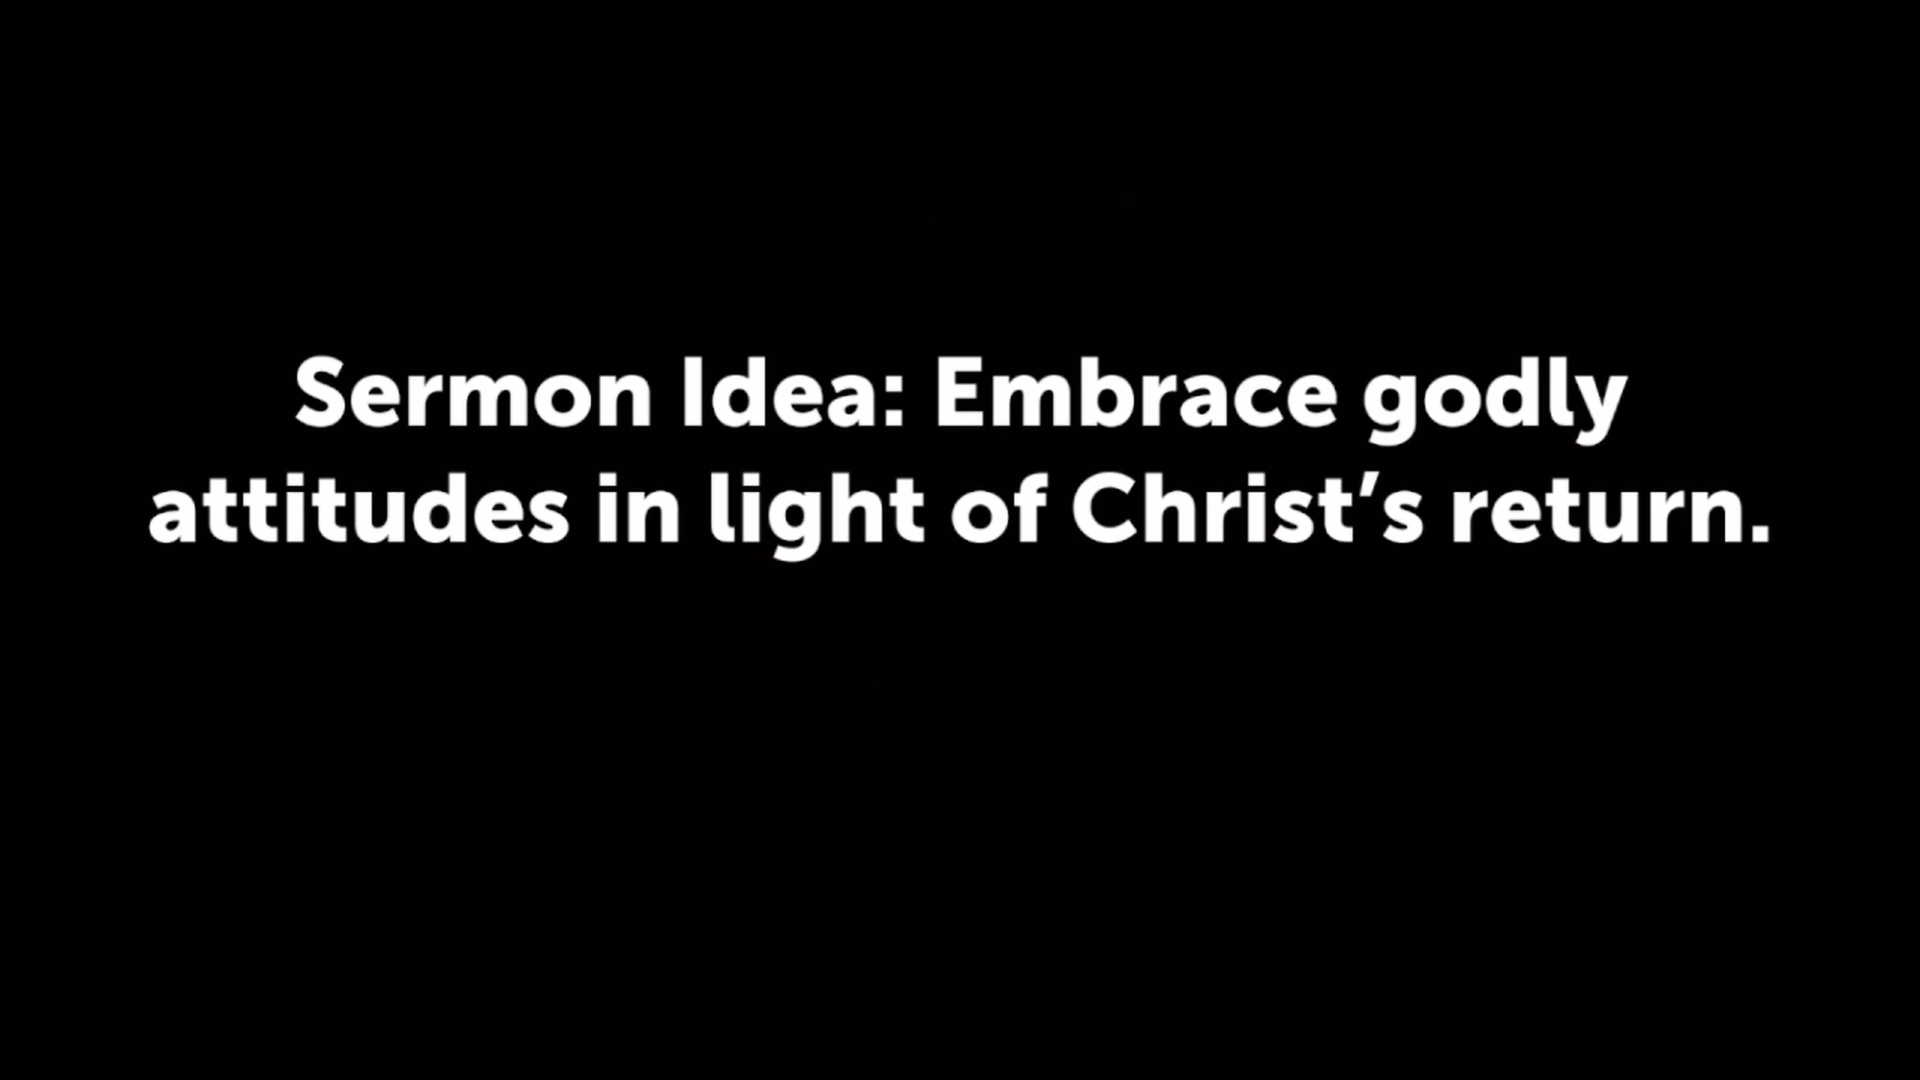 Sermon Idea: Embrace godly
attitudes in light of Christ’s return.